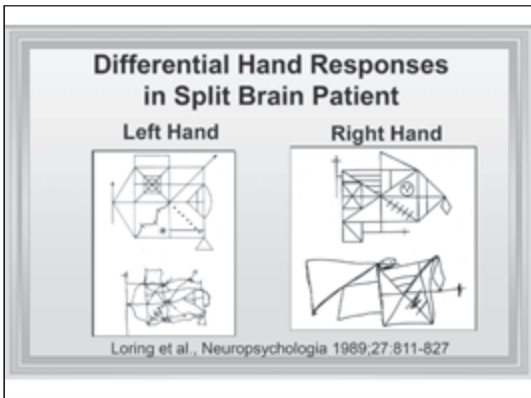 Differential Hand Responses
in Split Brain Patient
Left Hand
Right Hand
Loring et al., Neuropsychologia 1989;27:811-827